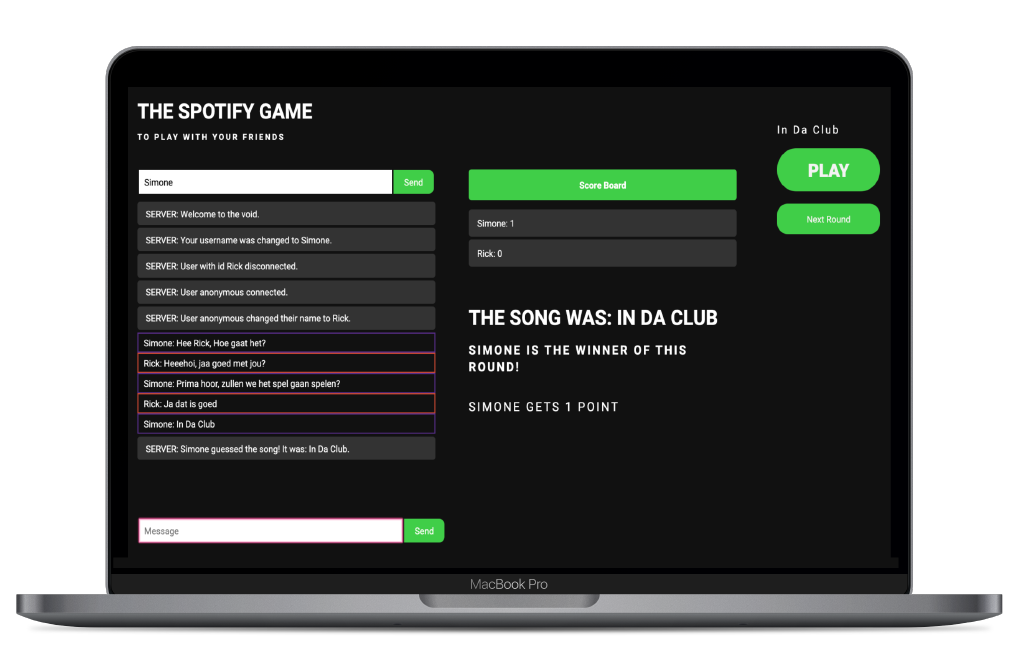 THE SPOTIFY GAME
TO PLAY WITH YOUR FRIENDS
Simone
Send
SERVER: Welcome to the void.
SERVER: Your username was changed to Simone.
SERVER: User with id Rick disconnected.
SERVER: User anonymous connected.
SERVER: User anonymous changed their name to Rick.
Simone: Hee Rick, Hoe gaat het?
Rick: Heeehoi, jaa goed met jou?
Simone: Prima hoor, zullen we het spel gaan spelen?
Rick: Ja dat is goed
Simone: In Da Club
SERVER: Simone guessed the song! It was: In Da Club.
Message
Send
Score Board
Simone: 1
Rick: 0
THE SONG WAS: IN DA CLUB
SIMONE IS THE WINNER OF THIS
ROUND!
SIMONE GETS 1 POINT
In Da Club
PLAY
Next Round
MacBook Pro